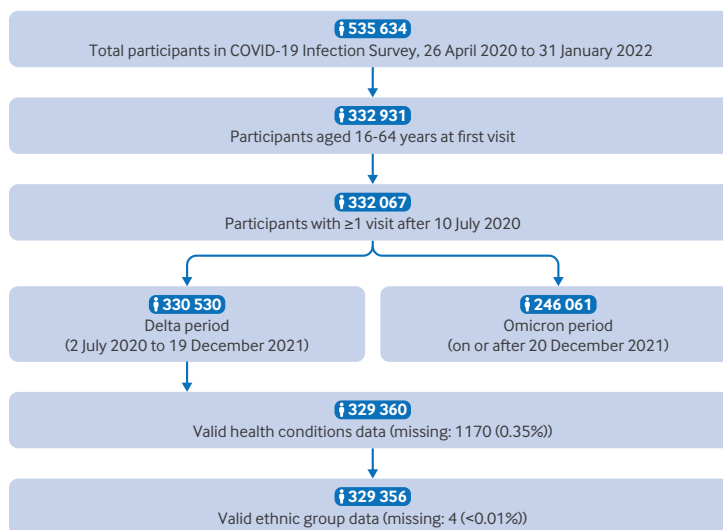 535 634
Total participants in COVID-19 Infection Survey, 26 April 2020 to 31 January 2022
332 931
Participants aged 16-64 years at first visit
332 067
Participants with ≥1 visit after 10 July 2020
330 530
Delta period
(2 July 2020 to 19 December 2021)
246 061
Omicron period
(on or after 20 December 2021)
329 360
Valid health conditions data (missing: 1170 (0.35%))
329 356
Valid ethnic group data (missing: 4 (<0.01%))